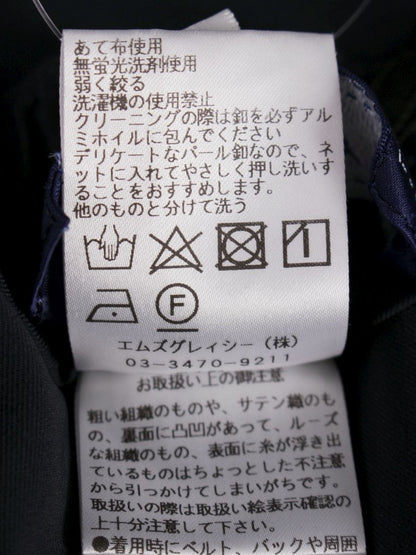 あて布使用
無蛍光洗剤使用
弱く絞る
洗濯機の使用禁止
クリーニングの際は釦を必ずアル
ミホイルに包んでください
デリケートなパール釦なので、ネ
ットに入れてやさしく押し洗いす
ることをおすすめします。
他のものと分けて洗う
F
エムズグレイシー(株)
03-3470-9211
お取扱い上の御注意
粗い組織のものや、サテン組織のも
の、裏面に凸凹があって、ルーズ
な組織のもの、表面に糸が浮き出
ているものはちょっとした不注意
から引っかけてしまいがちです。
取扱いの際は取扱い絵表示確認の
上十分注意して下さい。
●着用時にベルト、バックや周囲